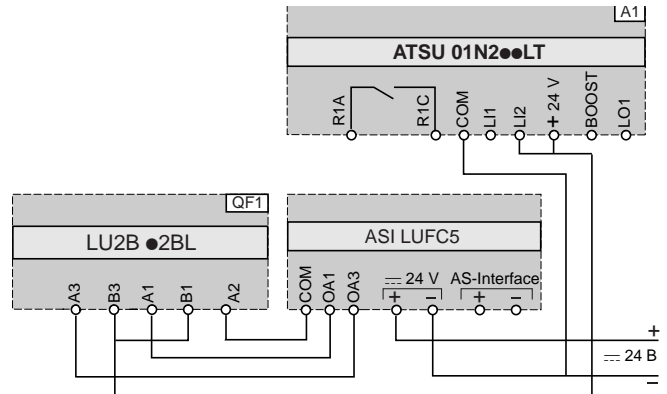 A1
ATSU 01N2●●LT
R1A R1C COM LI1 LI2 + 24 V BOOST LO1
QF1
LU2B ●2BL
ASI LUFC5
A3 B3 A1 B1 A2
COM OA1 OA3
⎓ 24 V AS-Interface
+ − + −
+
⎓ 24 В
−